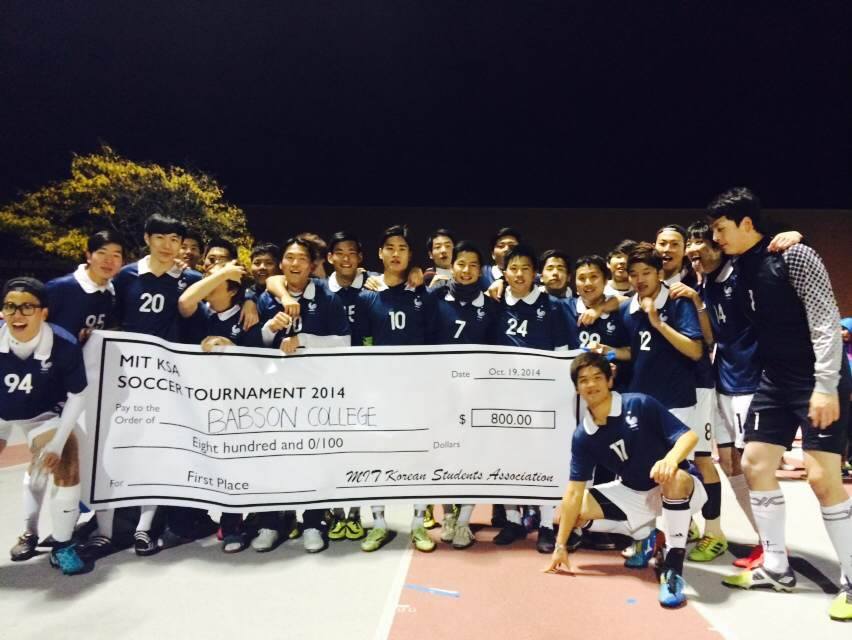 MIT KSA
SOCCER TOURNAMENT 2014
Date Oct. 19, 2014
Pay to the
Order of BABSON COLLEGE
$ 800.00
Eight hundred and 0/100 Dollars
For First Place
MIT Korean Students Association
94
95
20
10
7
24
12
17
8